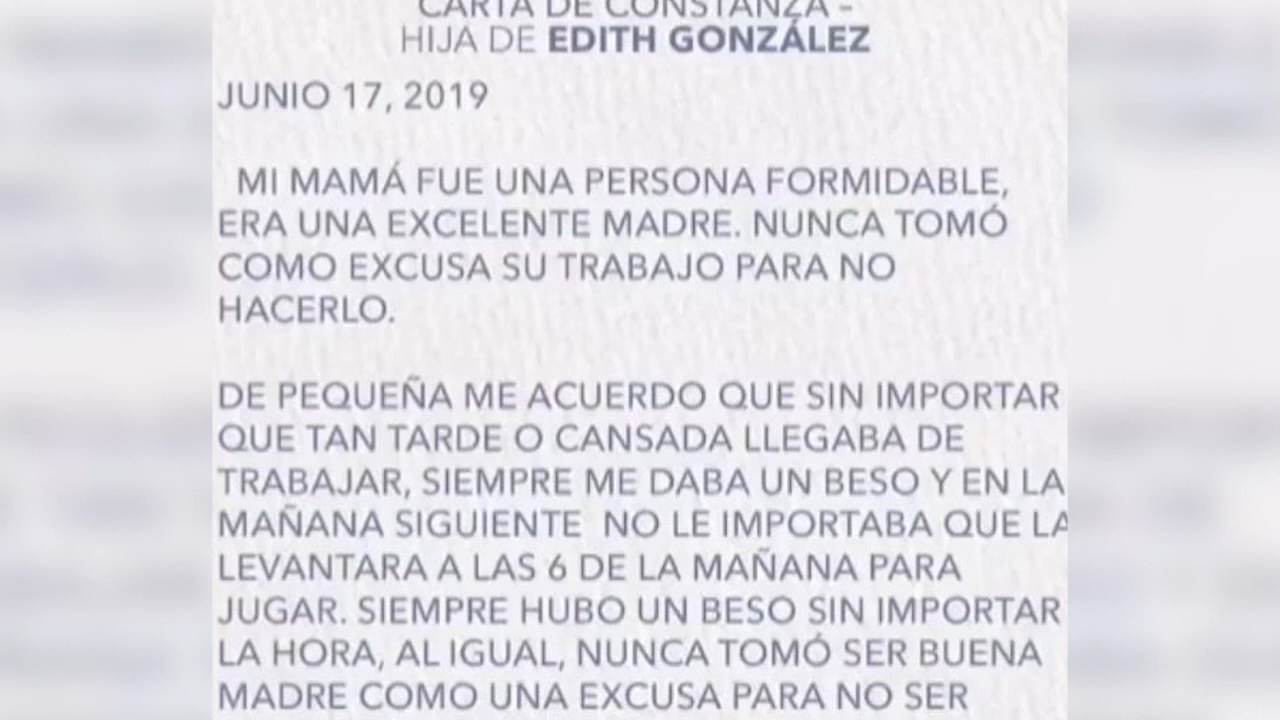 CARTA DE CONSTANZA -
HIJA DE EDITH GONZÁLEZ
JUNIO 17, 2019
MI MAMÁ FUE UNA PERSONA FORMIDABLE,
ERA UNA EXCELENTE MADRE. NUNCA TOMÓ
COMO EXCUSA SU TRABAJO PARA NO
HACERLO.
DE PEQUEÑA ME ACUERDO QUE SIN IMPORTAR
QUE TAN TARDE O CANSADA LLEGABA DE
TRABAJAR, SIEMPRE ME DABA UN BESO Y EN LA
MAÑANA SIGUIENTE NO LE IMPORTABA QUE LA
LEVANTARA A LAS 6 DE LA MAÑANA PARA
JUGAR. SIEMPRE HUBO UN BESO SIN IMPORTAR
LA HORA, AL IGUAL, NUNCA TOMÓ SER BUENA
MADRE COMO UNA EXCUSA PARA NO SER